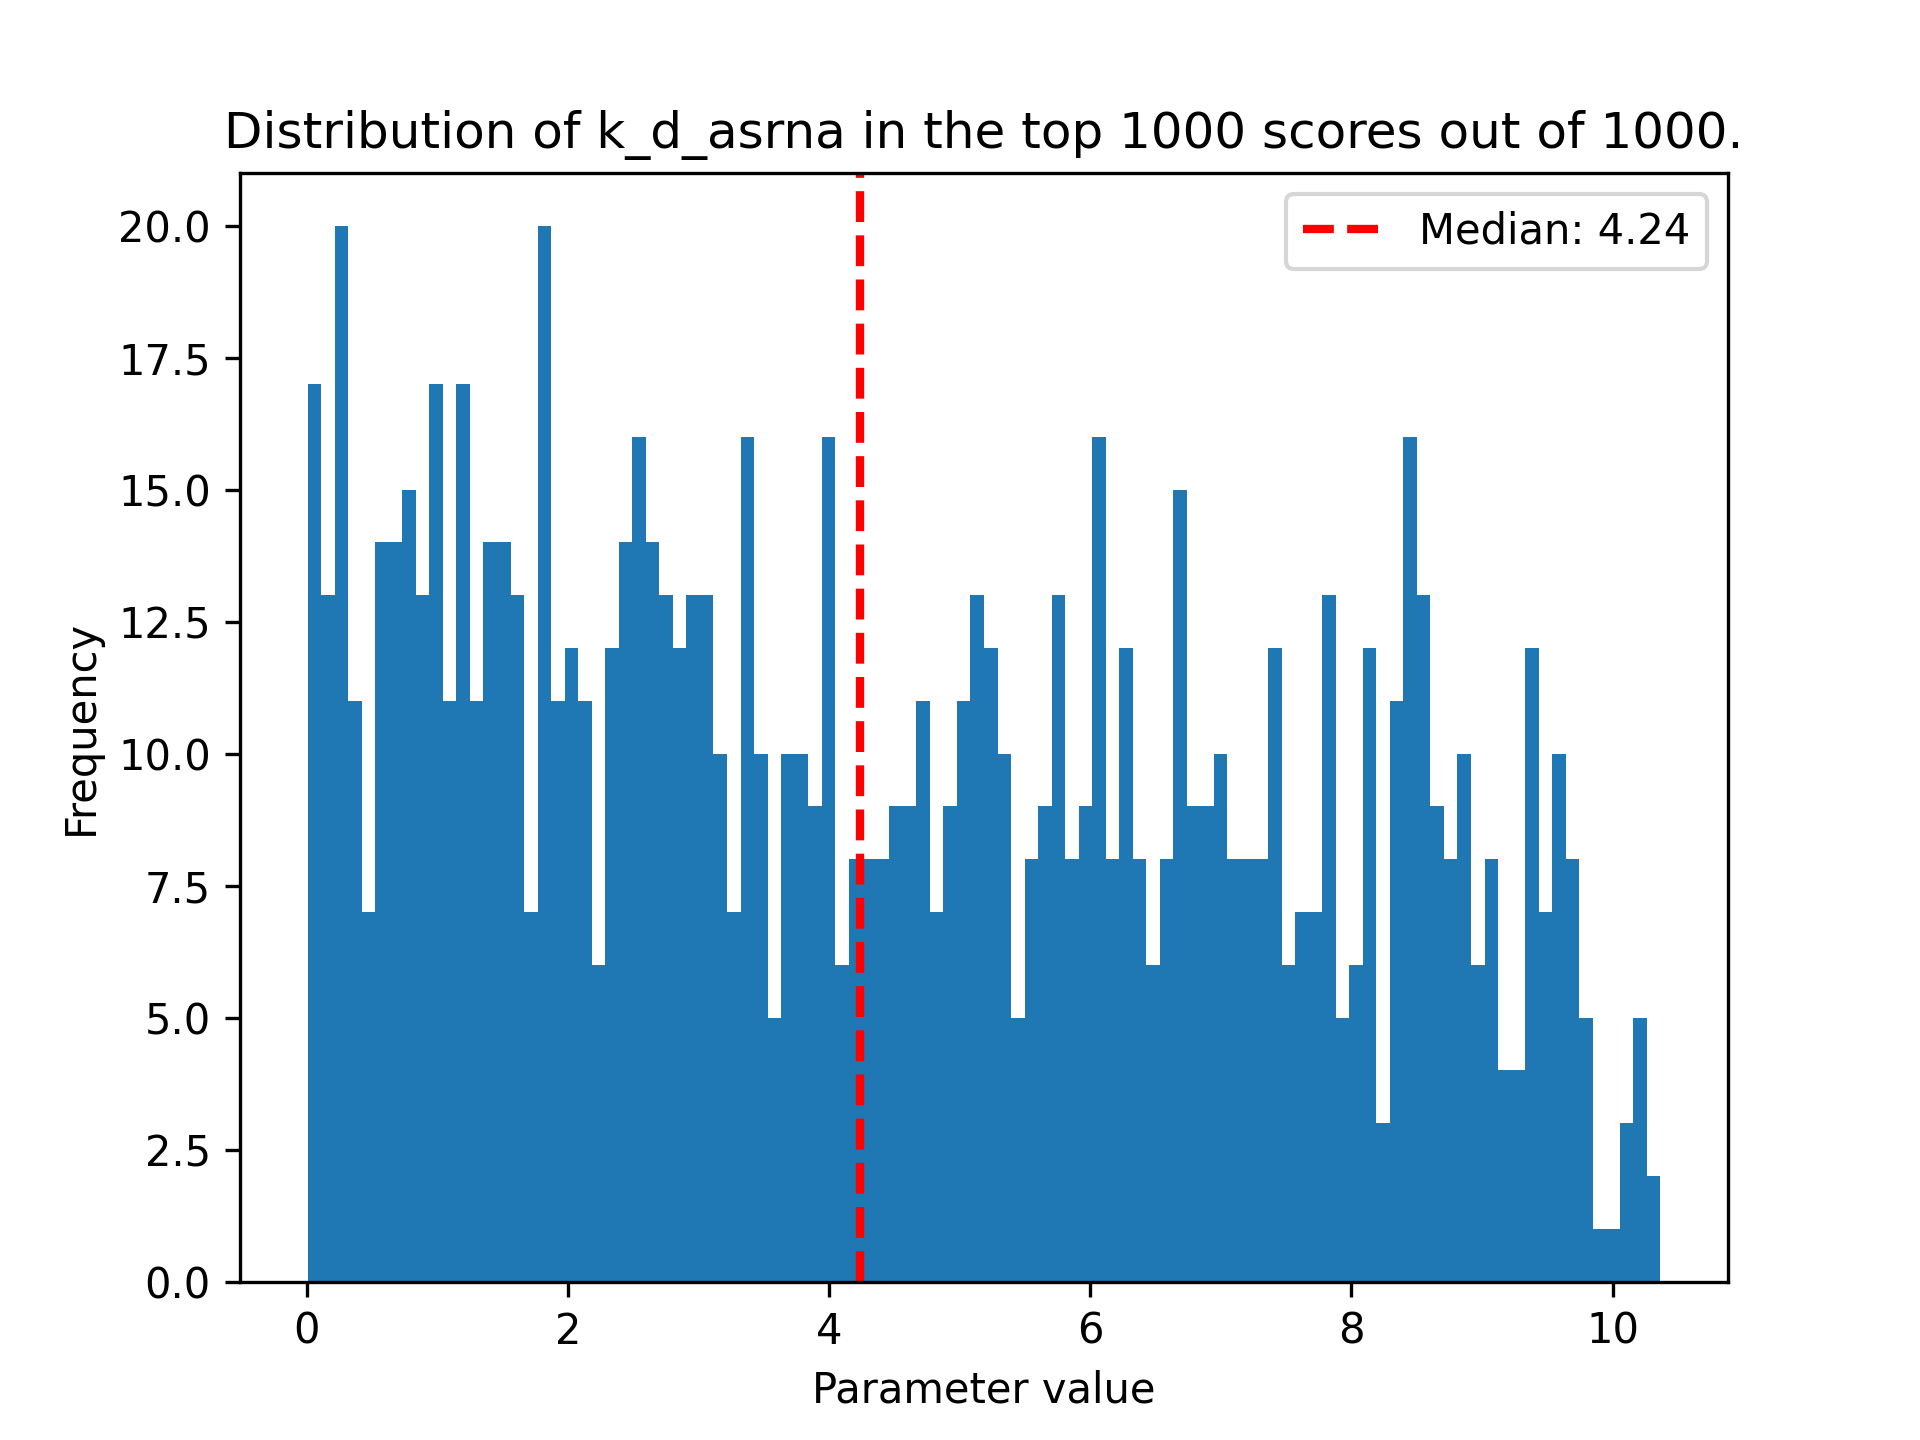 Distribution of k_d_asrna in the top 1000 scores out of 1000.
Median: 4.24
20.0
17.5
15.0
12.5
10.0
7.5
5.0
2.5
0.0
Frequency
0 2 4 6 8 10
Parameter value